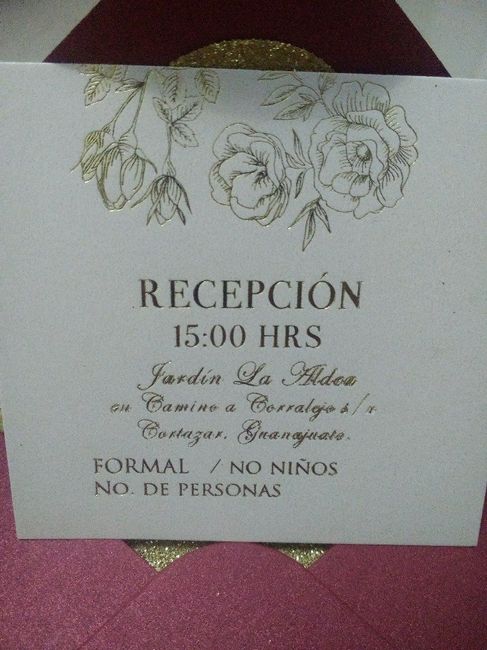 RECEPCIÓN
15:00 HRS
Jardín La Aldea
en Camino a Corralejo s/n
Cortazar, Guanajuato.
FORMAL / NO NIÑOS
NO. DE PERSONAS